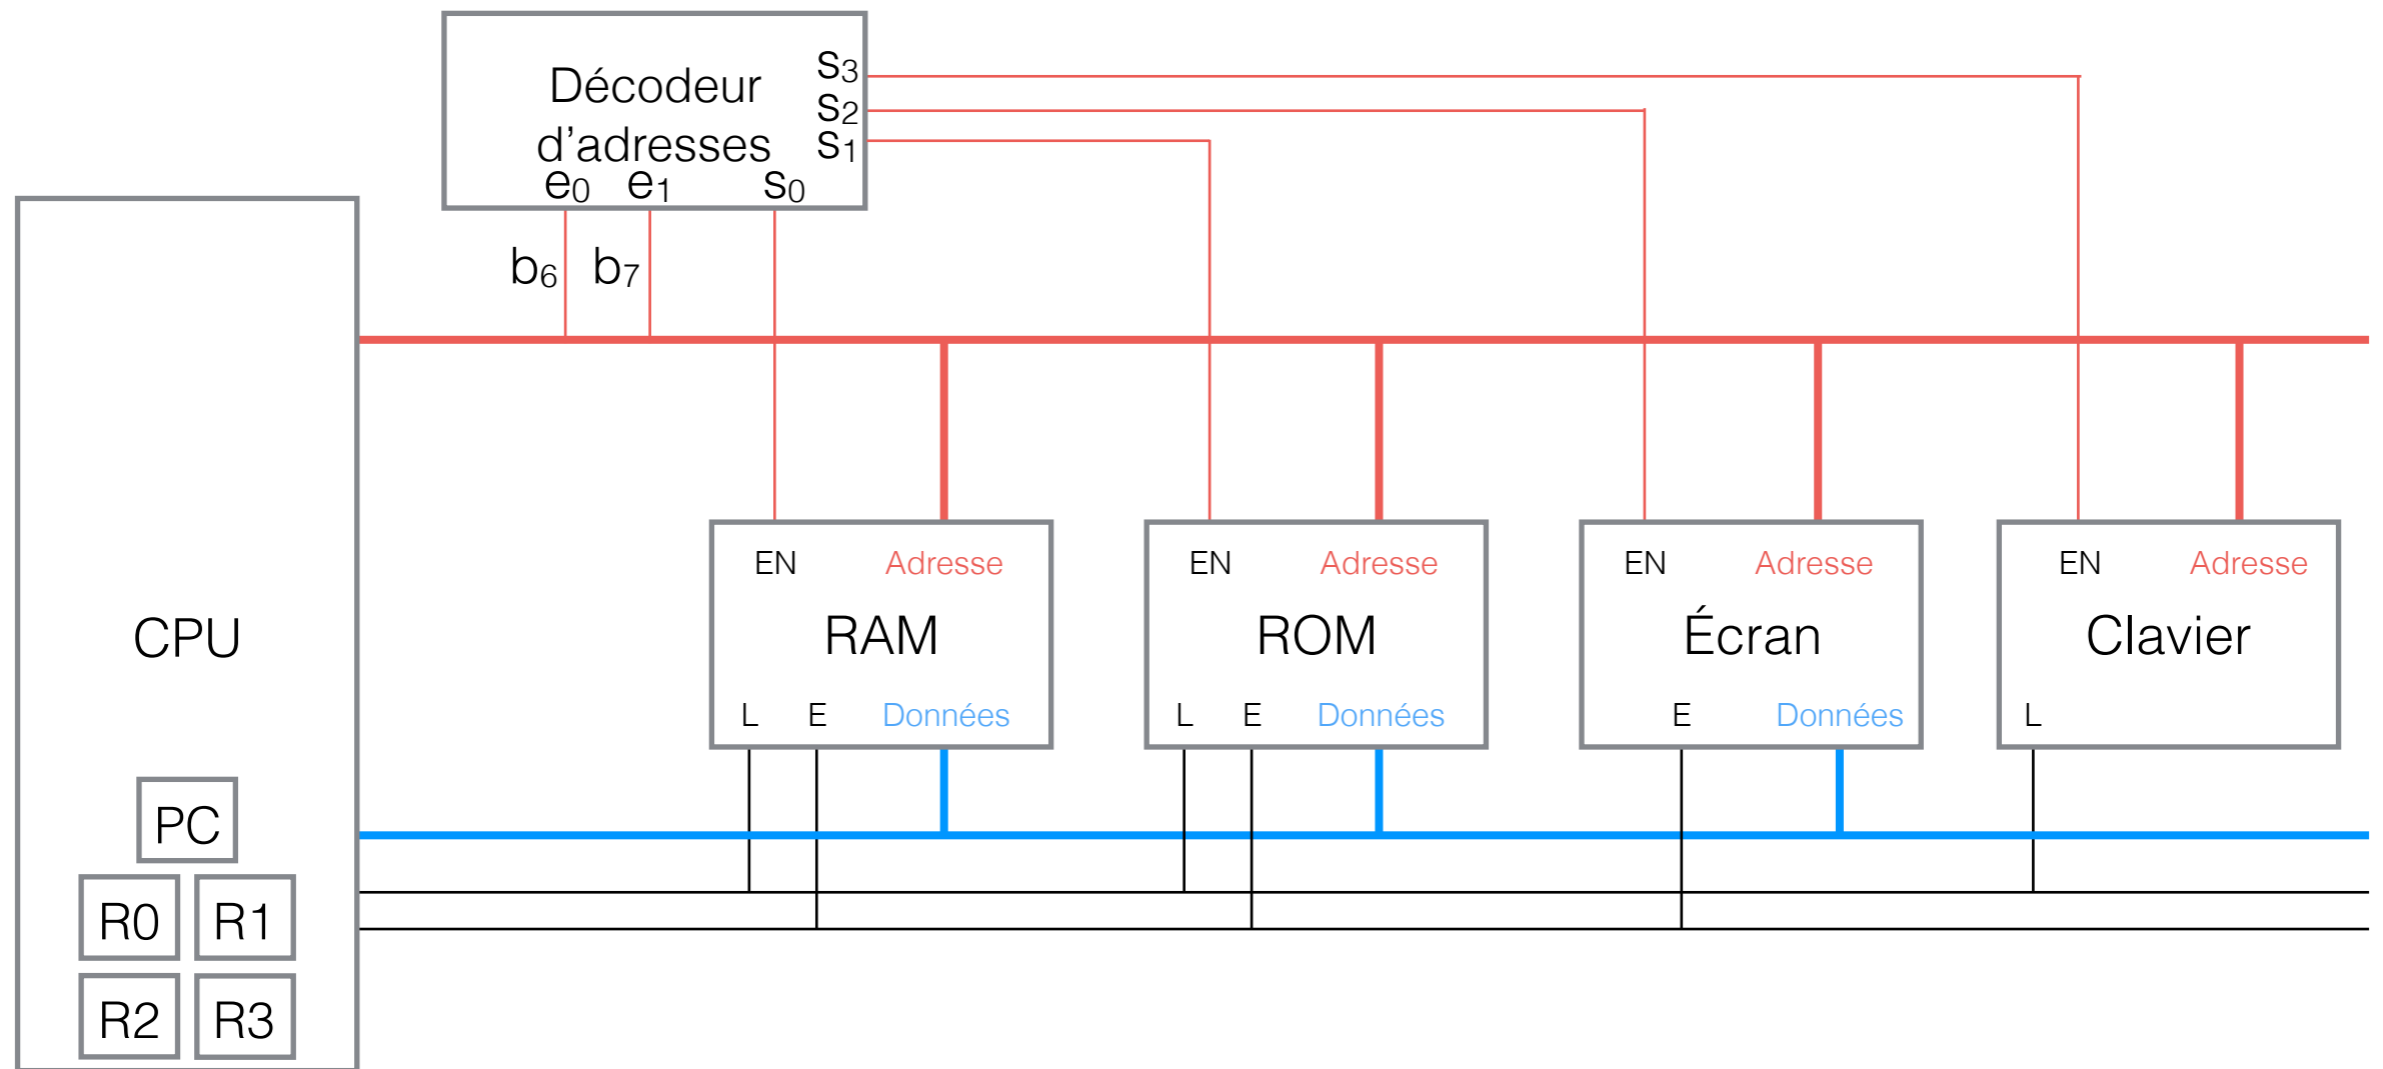 Décodeur
d'adresses
s3
s2
s1
e0 e1 s0
b6 b7
EN Adresse
RAM
L E Données
EN Adresse
ROM
L E Données
EN Adresse
Écran
E Données
EN Adresse
Clavier
L
CPU
PC
R0 R1
R2 R3